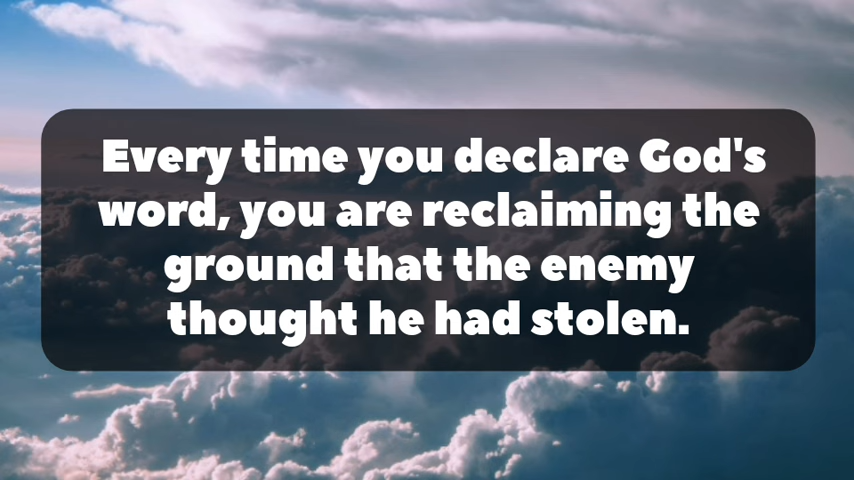 Every time you declare God's
word, you are reclaiming the
ground that the enemy
thought he had stolen.